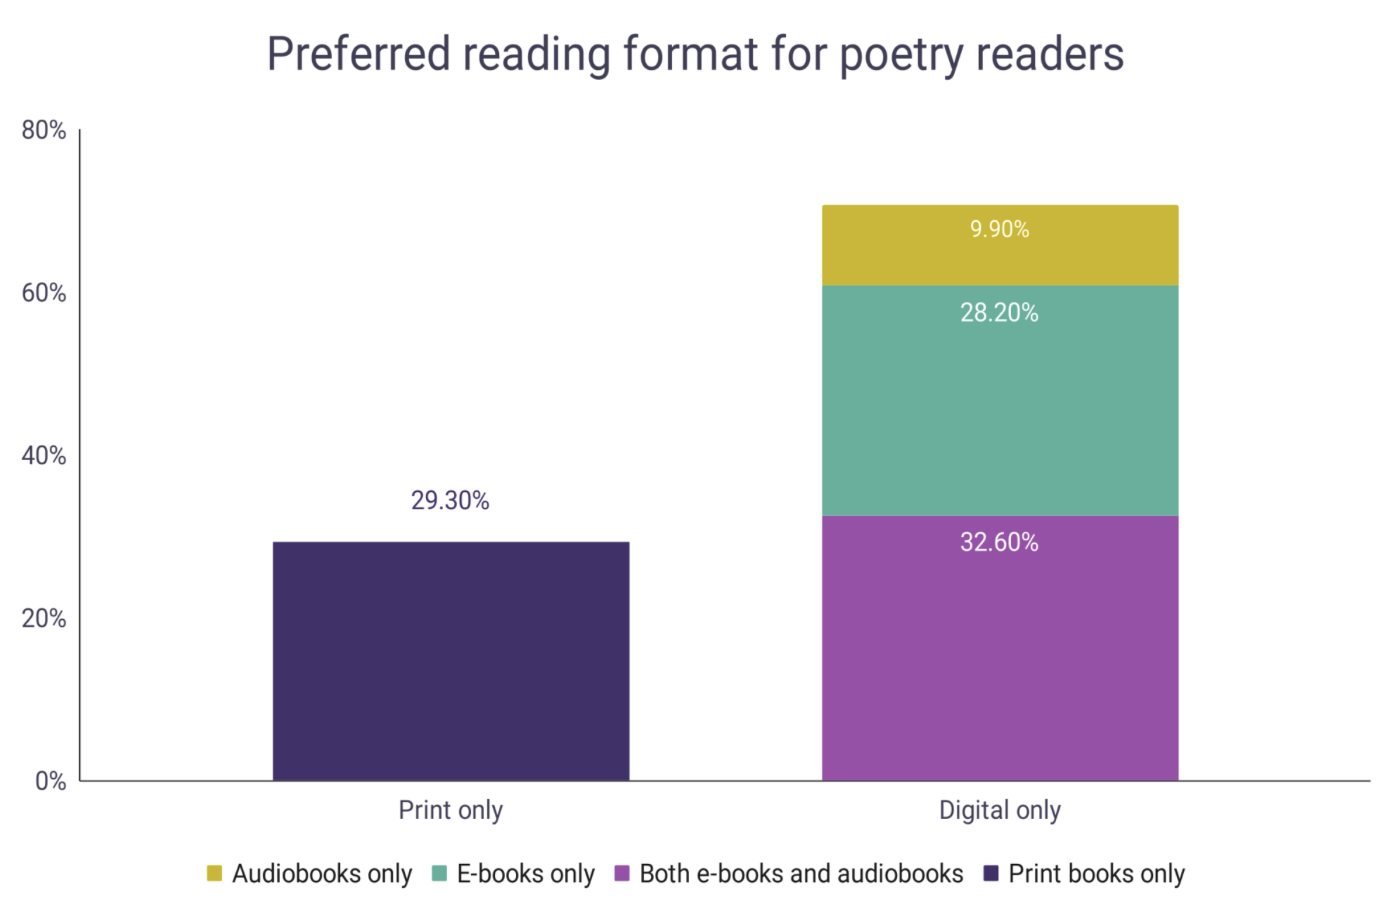 Preferred reading format for poetry readers
80%
60%
40%
20%
0%
29.30%
9.90%
28.20%
32.60%
Print only
Digital only
Audiobooks only
E-books only
Both e-books and audiobooks
Print books only